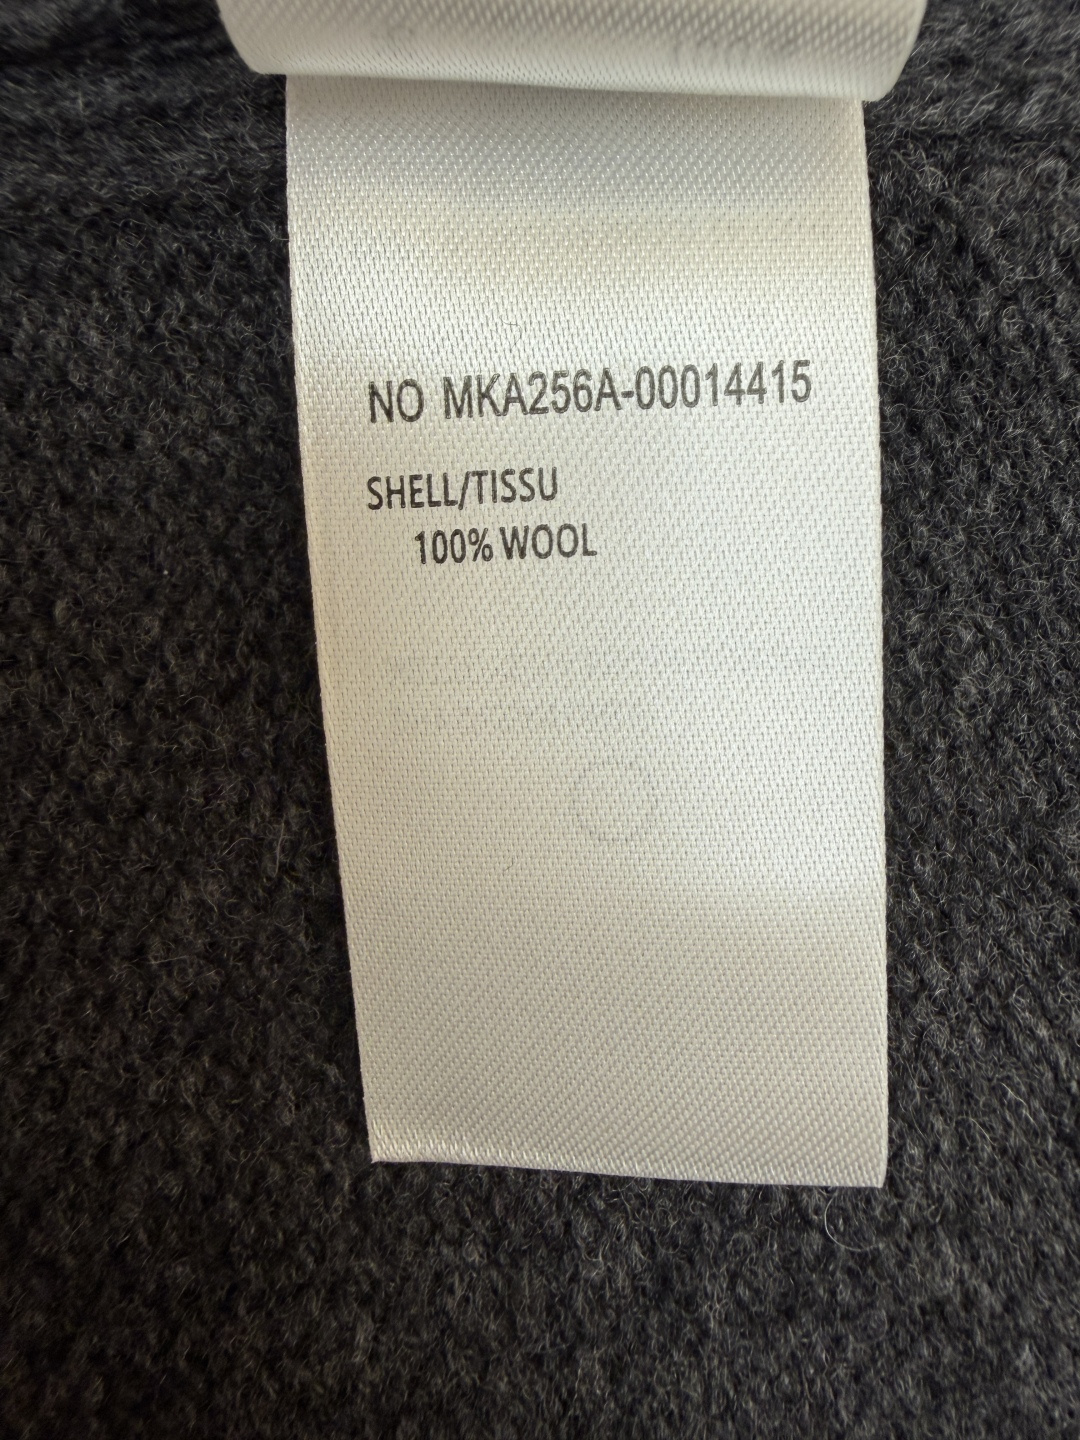 NO MKA256A-00014415
SHELL/TISSU
100% WOOL